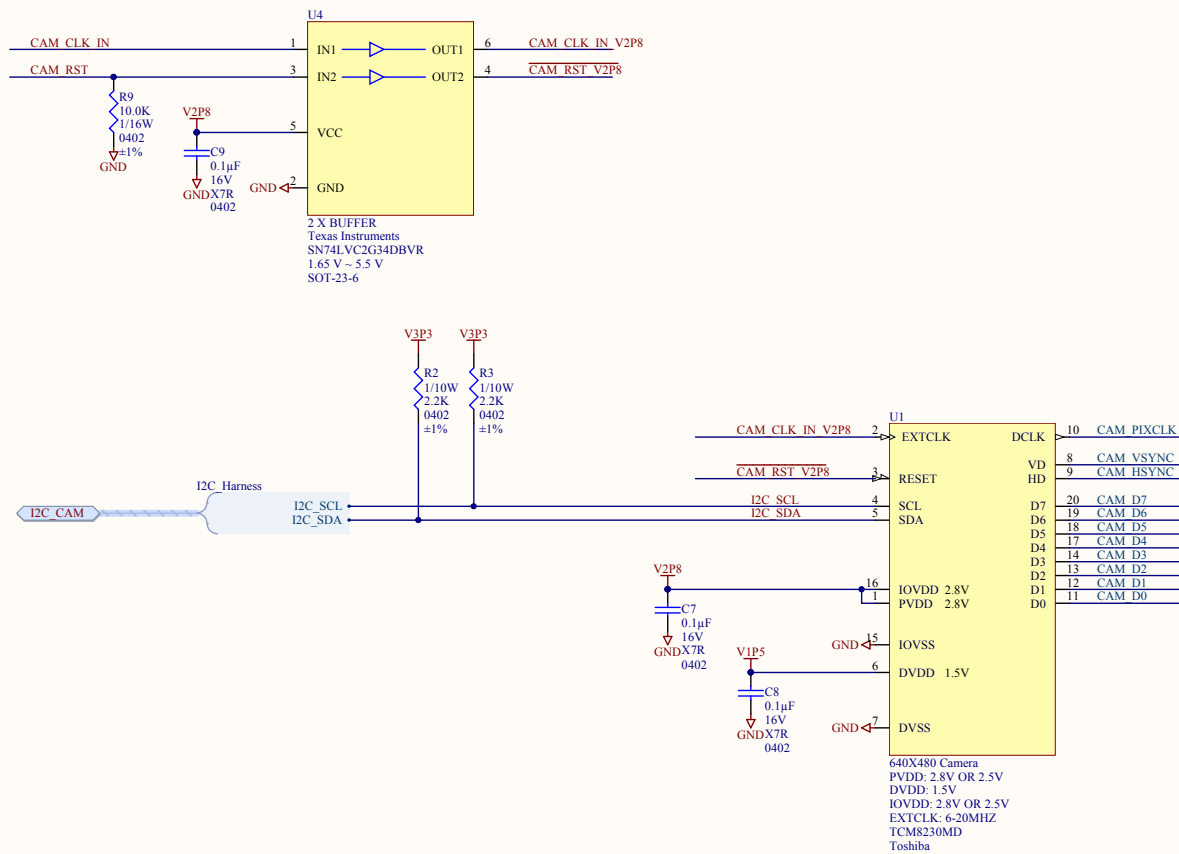 U4
CAM_CLK_IN
1
IN1
OUT1
6
CAM_CLK_IN_V2P8
CAM_RST
3
IN2
OUT2
4
CAM_RST_V2P8
R9
10.0K
1/16W
0402
±1%
GND
V2P8
5
VCC
C9
0.1µF
16V
X7R
0402
GND
GND
2
GND
2 X BUFFER
Texas Instruments
SN74LVC2G34DBVR
1.65 V ~ 5.5 V
SOT-23-6
V3P3
V3P3
R2
1/10W
2.2K
0402
±1%
R3
1/10W
2.2K
0402
±1%
I2C_Harness
I2C_CAM
I2C_SCL
I2C_SDA
U1
CAM_CLK_IN_V2P8
2
EXTCLK
DCLK
10
CAM_PIXCLK
VD
8
CAM_VSYNC
HD
9
CAM_HSYNC
CAM_RST_V2P8
3
RESET
I2C_SCL
4
SCL
I2C_SDA
5
SDA
D7
20
CAM_D7
D6
19
CAM_D6
D5
18
CAM_D5
D4
17
CAM_D4
D3
14
CAM_D3
D2
13
CAM_D2
D1
12
CAM_D1
D0
11
CAM_D0
V2P8
16
IOVDD 2.8V
1
PVDD 2.8V
C7
0.1µF
16V
X7R
0402
GND
GND
15
IOVSS
V1P5
6
DVDD 1.5V
C8
0.1µF
16V
X7R
0402
GND
GND
7
DVSS
640X480 Camera
PVDD: 2.8V OR 2.5V
DVDD: 1.5V
IOVDD: 2.8V OR 2.5V
EXTCLK: 6-20MHZ
TCM8230MD
Toshiba